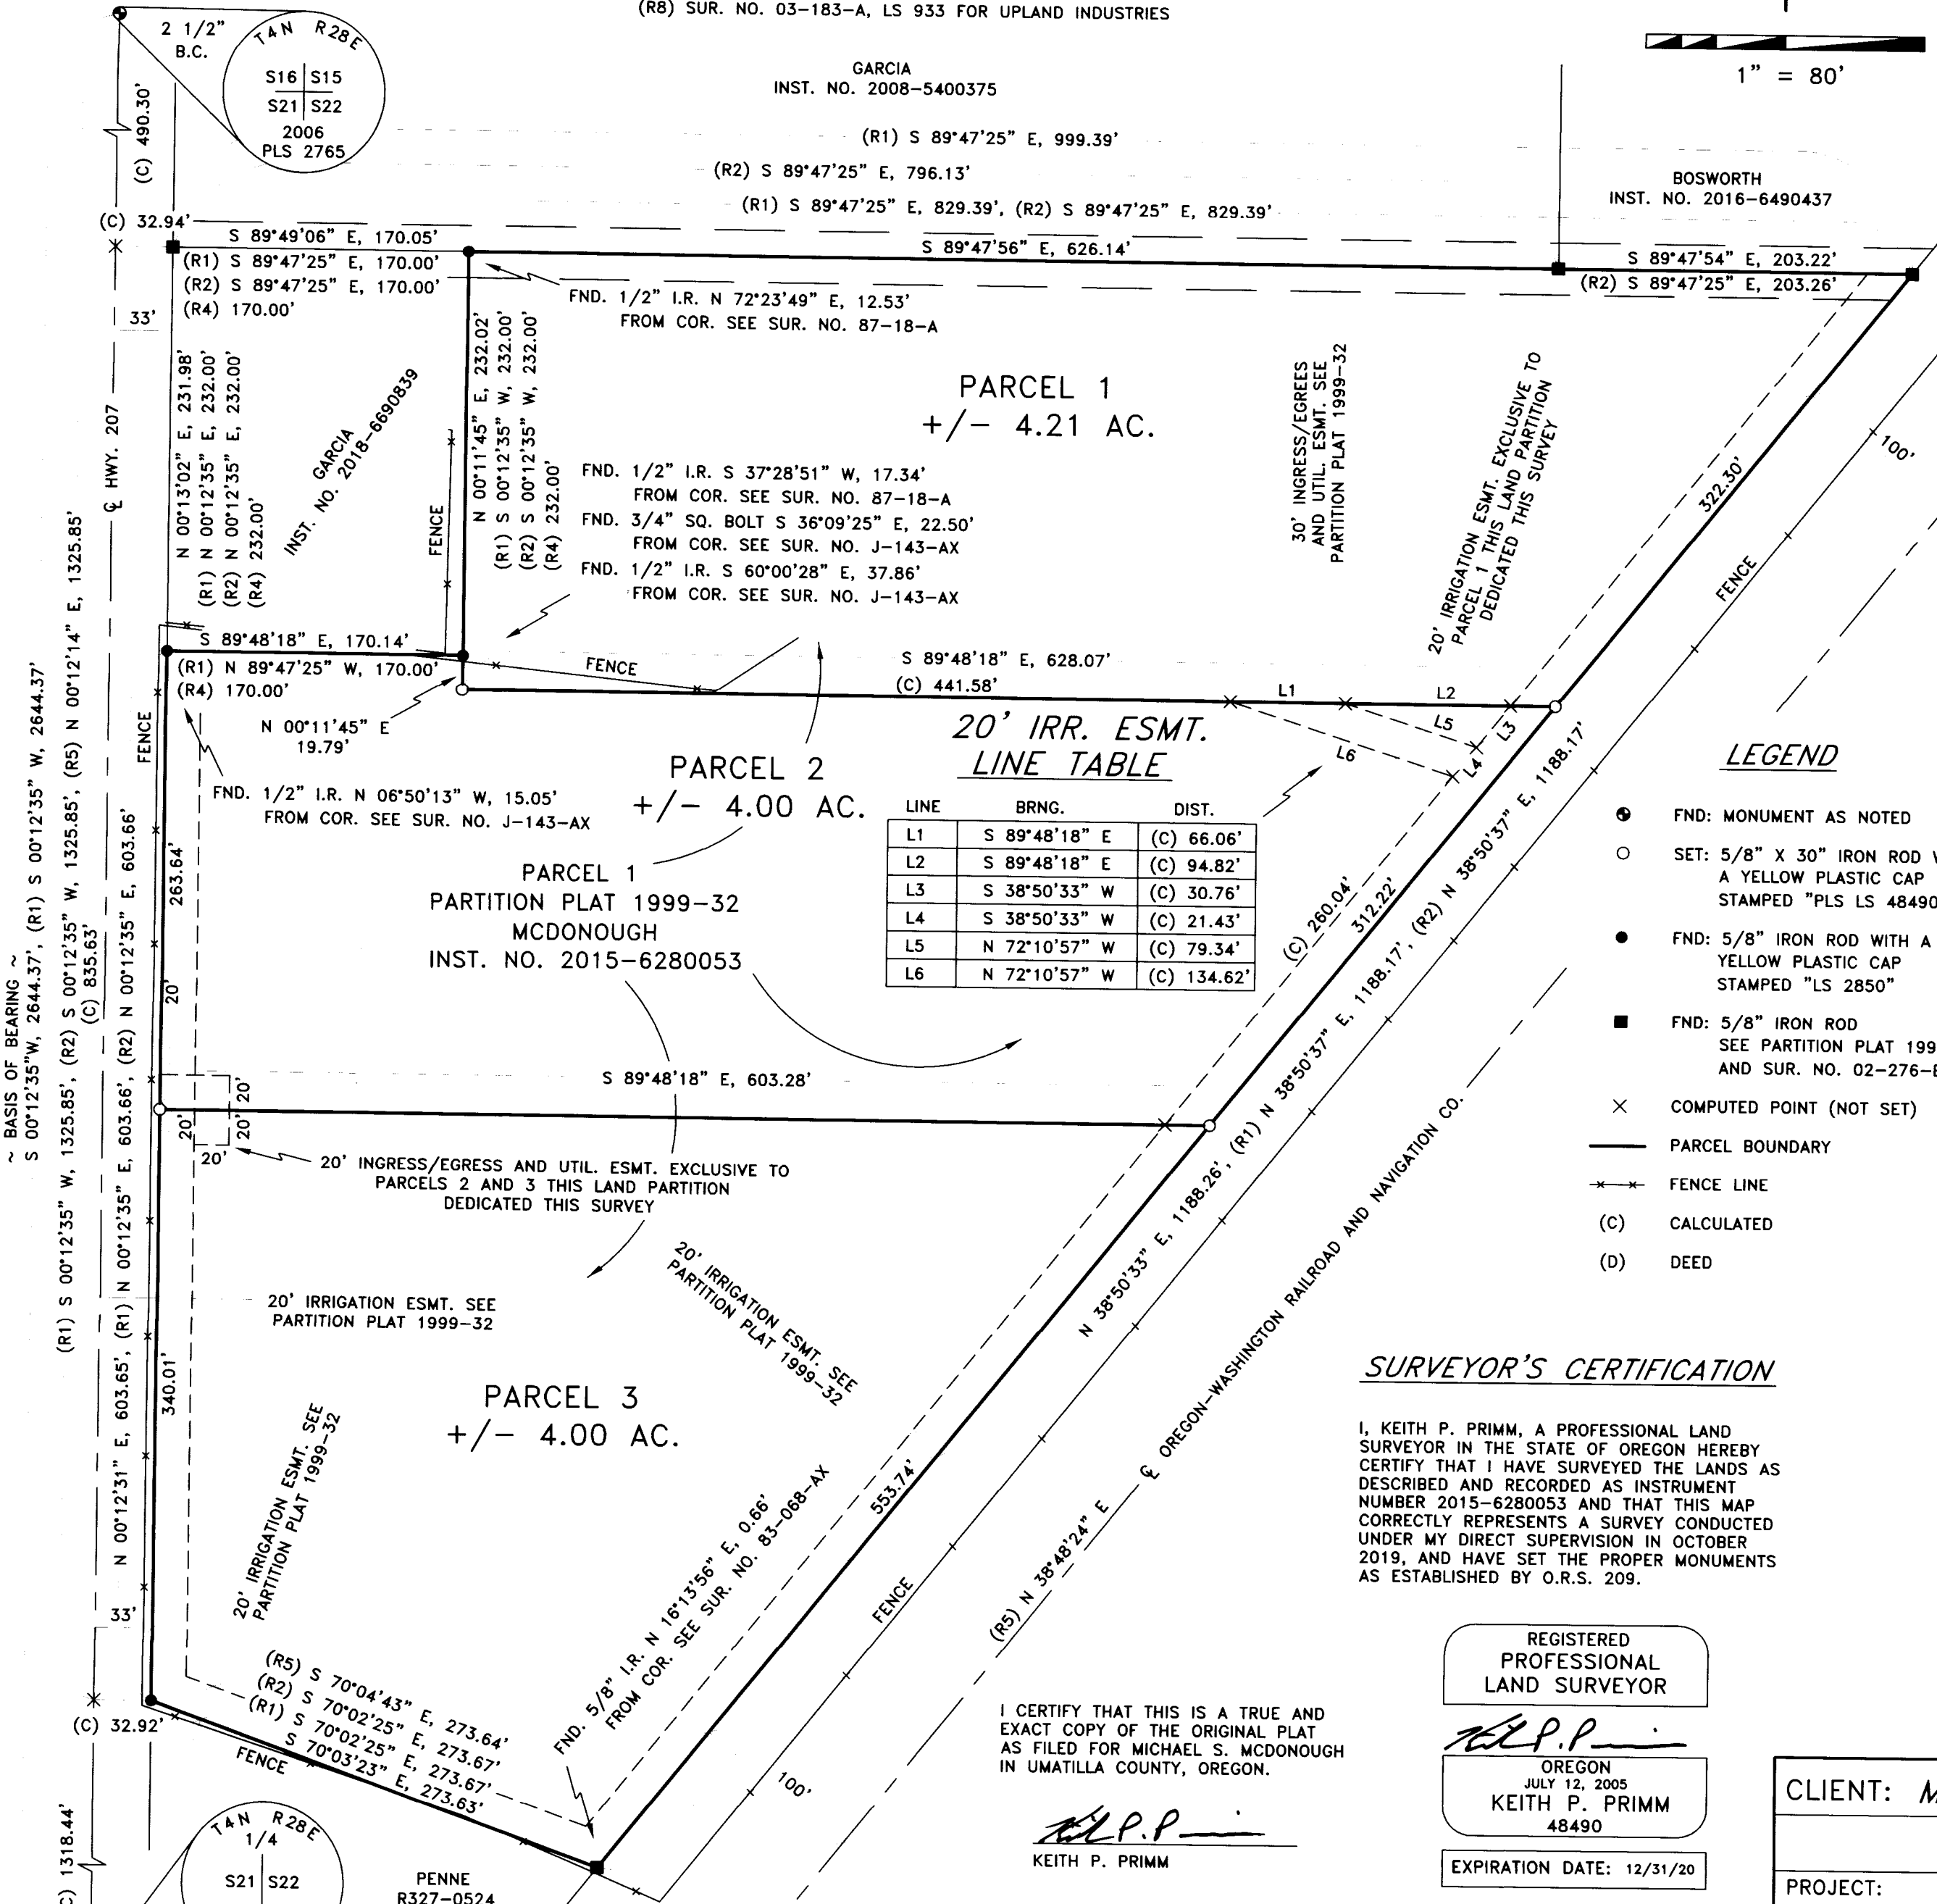 (R8) SUR. NO. 03-183-A, LS 933 FOR UPLAND INDUSTRIES
2 1/2"
B.C.
T4N R28E
S16 S15
S21 S22
2006
PLS 2765
(C) 490.30'
GARCIA
INST. NO. 2008-5400375
1" = 80'
(R1) S 89°47'25" E, 999.39'
(R2) S 89°47'25" E, 796.13'
(R1) S 89°47'25" E, 829.39', (R2) S 89°47'25" E, 829.39'
BOSWORTH
INST. NO. 2016-6490437
(C) 32.94'
S 89°49'06" E, 170.05'
(R1) S 89°47'25" E, 170.00'
(R2) S 89°47'25" E, 170.00'
(R4) 170.00'
S 89°47'56" E, 626.14'
S 89°47'54" E, 203.22'
(R2) S 89°47'25" E, 203.26'
33'
FND. 1/2" I.R. N 72°23'49" E, 12.53'
FROM COR. SEE SUR. NO. 87-18-A
℄ HWY. 207
N 00°13'02" E, 231.98'
(R1) N 00°12'35" E, 232.00'
(R2) N 00°12'35" E, 232.00'
(R4) 232.00'
GARCIA
INST. NO. 2018-6690839
FENCE
N 00°11'45" E, 232.02'
(R1) S 00°12'35" W, 232.00'
(R2) S 00°12'35" W, 232.00'
(R4) 232.00'
PARCEL 1
+/- 4.21 AC.
30' INGRESS/EGREES
AND UTIL. ESMT. SEE
PARTITION PLAT 1999-32
20' IRRIGATION ESMT. EXCLUSIVE TO
PARCEL 1 THIS LAND PARTITION
DEDICATED THIS SURVEY
322.30'
100'
FENCE
FND. 1/2" I.R. S 37°28'51" W, 17.34'
FROM COR. SEE SUR. NO. 87-18-A
FND. 3/4" SQ. BOLT S 36°09'25" E, 22.50'
FROM COR. SEE SUR. NO. J-143-AX
FND. 1/2" I.R. S 60°00'28" E, 37.86'
FROM COR. SEE SUR. NO. J-143-AX
S 89°48'18" E, 170.14'
(R1) N 89°47'25" W, 170.00'
(R4) 170.00'
FENCE
S 89°48'18" E, 628.07'
(C) 441.58'
L1
L2
L5
L3
L6
L4
N 00°11'45" E
19.79'
FENCE
FND. 1/2" I.R. N 06°50'13" W, 15.05'
FROM COR. SEE SUR. NO. J-143-AX
PARCEL 2
+/- 4.00 AC.
20' IRR. ESMT.
LINE TABLE
LINE BRNG. DIST.
L1 S 89°48'18" E (C) 66.06'
L2 S 89°48'18" E (C) 94.82'
L3 S 38°50'33" W (C) 30.76'
L4 S 38°50'33" W (C) 21.43'
L5 N 72°10'57" W (C) 79.34'
L6 N 72°10'57" W (C) 134.62'
PARCEL 1
PARTITION PLAT 1999-32
MCDONOUGH
INST. NO. 2015-6280053
~ BASIS OF BEARING ~
S 00°12'35"W, 2644.37', (R1) S 00°12'35" W, 2644.37'
(R1) S 00°12'35" W, 1325.85', (R2) S 00°12'35" W, 1325.85', (R5) N 00°12'14" E, 1325.85'
(C) 835.63'
N 00°12'31" E, 603.65', (R1) N 00°12'35" E, 603.66', (R2) N 00°12'35" E, 603.66'
263.64'
20'
(C) 260.04'
312.22'
N 38°50'33" E, 1188.26', (R1) N 38°50'37" E, 1188.17', (R2) N 38°50'37" E, 1188.17'
LEGEND
FND: MONUMENT AS NOTED
SET: 5/8" X 30" IRON ROD
A YELLOW PLASTIC CAP
STAMPED "PLS LS 48490
FND: 5/8" IRON ROD WITH A
YELLOW PLASTIC CAP
STAMPED "LS 2850"
FND: 5/8" IRON ROD
SEE PARTITION PLAT 199
AND SUR. NO. 02-276-
COMPUTED POINT (NOT SET)
PARCEL BOUNDARY
FENCE LINE
(C) CALCULATED
(D) DEED
S 89°48'18" E, 603.28'
20'
20'
20'
20'
20' INGRESS/EGRESS AND UTIL. ESMT. EXCLUSIVE TO
PARCELS 2 AND 3 THIS LAND PARTITION
DEDICATED THIS SURVEY
20' IRRIGATION ESMT. SEE
PARTITION PLAT 1999-32
20' IRRIGATION ESMT. SEE
PARTITION PLAT 1999-32
340.01'
PARCEL 3
+/- 4.00 AC.
20' IRRIGATION ESMT. SEE
PARTITION PLAT 1999-32
553.74'
℄ OREGON-WASHINGTON RAILROAD AND NAVIGATION CO.
(R5) N 38°48'24" E
FENCE
100'
FND. 5/8" I.R. N 16°13'56" E, 0.66'
FROM COR. SEE SUR. NO. 83-068-AX
33'
(C) 32.92'
(R5) S 70°04'43" E, 273.64'
(R2) S 70°02'25" E, 273.67'
(R1) S 70°02'25" E, 273.67'
S 70°03'23" E, 273.63'
FENCE
(C) 1318.44'
T4N R28E
1/4
S21 S22
PENNE
R327-0524
SURVEYOR'S CERTIFICATION
I, KEITH P. PRIMM, A PROFESSIONAL LAND
SURVEYOR IN THE STATE OF OREGON HEREBY
CERTIFY THAT I HAVE SURVEYED THE LANDS AS
DESCRIBED AND RECORDED AS INSTRUMENT
NUMBER 2015-6280053 AND THAT THIS MAP
CORRECTLY REPRESENTS A SURVEY CONDUCTED
UNDER MY DIRECT SUPERVISION IN OCTOBER
2019, AND HAVE SET THE PROPER MONUMENTS
AS ESTABLISHED BY O.R.S. 209.
REGISTERED
PROFESSIONAL
LAND SURVEYOR
OREGON
JULY 12, 2005
KEITH P. PRIMM
48490
EXPIRATION DATE: 12/31/20
I CERTIFY THAT THIS IS A TRUE AND
EXACT COPY OF THE ORIGINAL PLAT
AS FILED FOR MICHAEL S. MCDONOUGH
IN UMATILLA COUNTY, OREGON.
KEITH P. PRIMM
CLIENT:
PROJECT: